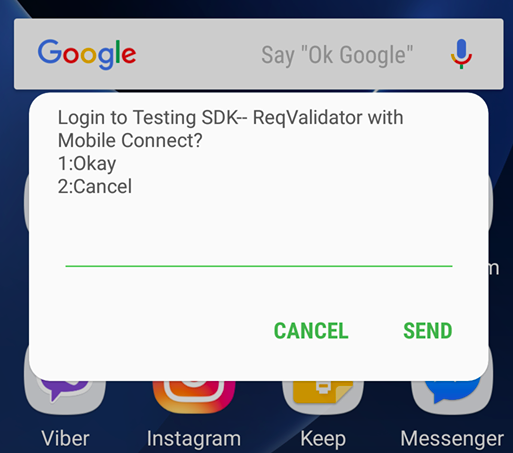 Google Say "Ok Google"
Login to Testing SDK-- ReqValidator with
Mobile Connect?
1:Okay
2:Cancel
m
CANCEL SEND
Viber Instagram Keep Messenger